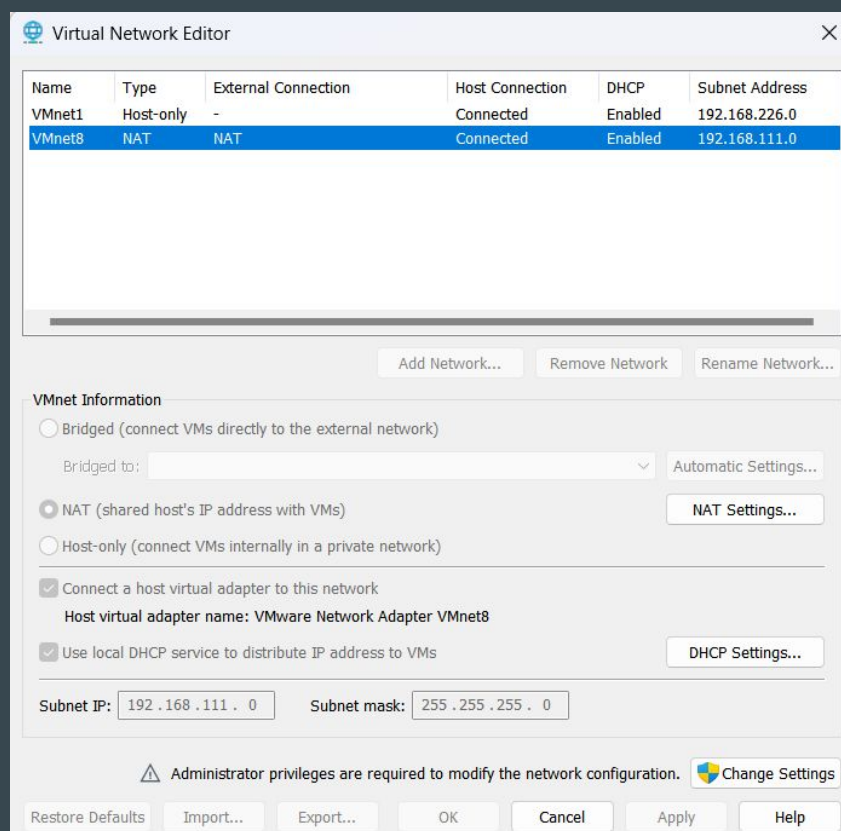 Virtual Network Editor
Name Type External Connection Host Connection DHCP Subnet Address
VMnet1 Host-only - Connected Enabled 192.168.226.0
VMnet8 NAT NAT Connected Enabled 192.168.111.0
Add Network... Remove Network Rename Network...
VMnet Information
Bridged (connect VMs directly to the external network)
Bridged to: Automatic Settings...
NAT (shared host's IP address with VMs) NAT Settings...
Host-only (connect VMs internally in a private network)
Connect a host virtual adapter to this network
Host virtual adapter name: VMware Network Adapter VMnet8
Use local DHCP service to distribute IP address to VMs DHCP Settings...
Subnet IP: 192 . 168 . 111 . 0 Subnet mask: 255 . 255 . 255 . 0
Administrator privileges are required to modify the network configuration. Change Settings
Restore Defaults Import... Export... OK Cancel Apply Help